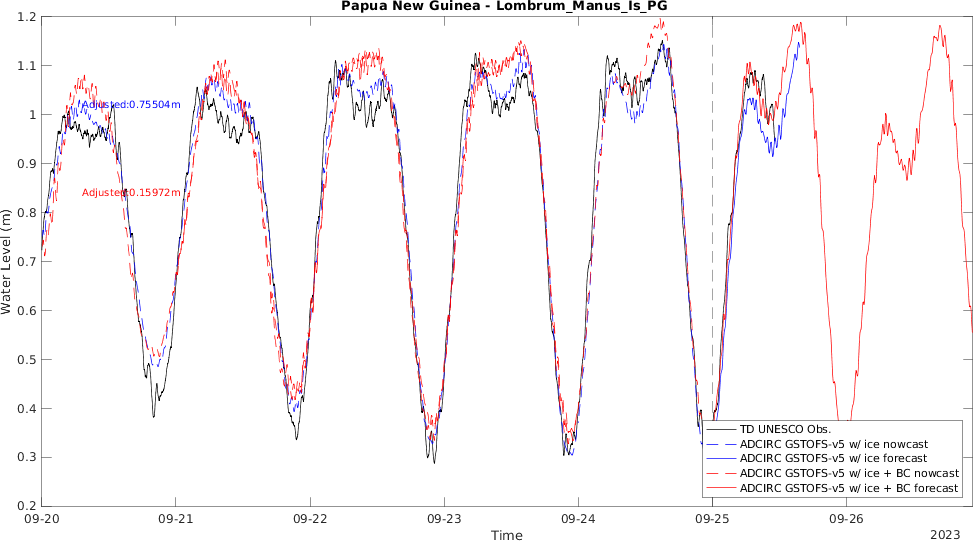 Papua New Guinea - Lombrum_Manus_Is_PG
1.2
1.1
1
0.9
0.8
0.7
0.6
0.5
0.4
0.3
0.2
Water Level (m)
Adjusted:0.75504m
Adjusted:0.15972m
TD UNESCO Obs.
ADCIRC GSTOFS-v5 w/ ice nowcast
ADCIRC GSTOFS-v5 w/ ice forecast
ADCIRC GSTOFS-v5 w/ ice + BC nowcast
ADCIRC GSTOFS-v5 w/ ice + BC forecast
09-20 09-21 09-22 09-23 09-24 09-25 09-26
Time
2023